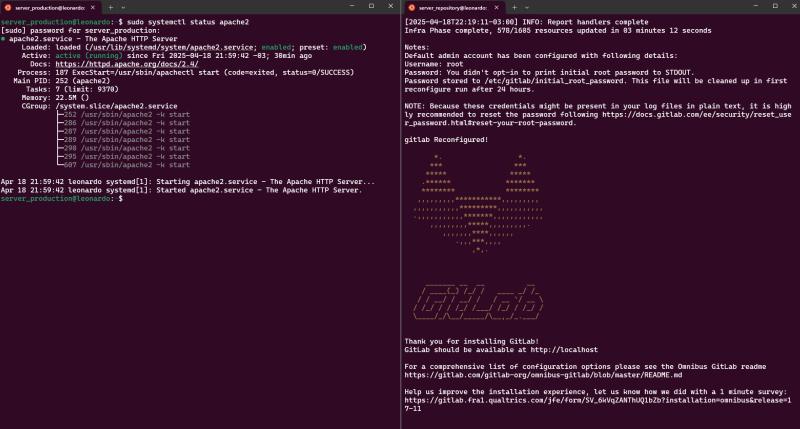 server_production@leonardo:
server_production@leonardo: $ sudo systemctl status apache2
[sudo] password for server_production:
● apache2.service - The Apache HTTP Server
Loaded: loaded (/usr/lib/systemd/system/apache2.service; enabled; preset: enabled)
Active: active (running) since Fri 2025-04-18 21:59:42 -03; 30min ago
Docs: https://httpd.apache.org/docs/2.4/
Process: 187 ExecStart=/usr/sbin/apachectl start (code=exited, status=0/SUCCESS)
Main PID: 252 (apache2)
Tasks: 7 (limit: 9370)
Memory: 22.5M ()
CGroup: /system.slice/apache2.service
├─252 /usr/sbin/apache2 -k start
├─286 /usr/sbin/apache2 -k start
├─287 /usr/sbin/apache2 -k start
├─289 /usr/sbin/apache2 -k start
├─290 /usr/sbin/apache2 -k start
├─295 /usr/sbin/apache2 -k start
└─607 /usr/sbin/apache2 -k start
Apr 18 21:59:42 leonardo systemd[1]: Starting apache2.service - The Apache HTTP Server...
Apr 18 21:59:42 leonardo systemd[1]: Started apache2.service - The Apache HTTP Server.
server_production@leonardo: $
server_repository@leonardo:
[2025-04-18T22:19:11-03:00] INFO: Report handlers complete
Infra Phase complete, 578/1605 resources updated in 03 minutes 12 seconds
Notes:
Default admin account has been configured with following details:
Username: root
Password: You didn't opt-in to print initial root password to STDOUT.
Password stored to /etc/gitlab/initial_root_password. This file will be cleaned up in first
reconfigure run after 24 hours.
NOTE: Because these credentials might be present in your log files in plain text, it is high
ly recommended to reset the password following https://docs.gitlab.com/ee/security/reset_use
r_password.html#reset-your-root-password.
gitlab Reconfigured!
GitLab
Thank you for installing GitLab!
GitLab should be available at http://localhost
For a comprehensive list of configuration options please see the Omnibus GitLab readme
https://gitlab.com/gitlab-org/omnibus-gitlab/blob/master/README.md
Help us improve the installation experience, let us know how we did with a 1 minute survey:
https://gitlab.fra1.qualtrics.com/jfe/form/SV_6kVqZANThUQ1bZb?installation=omnibus&release=1
7-11